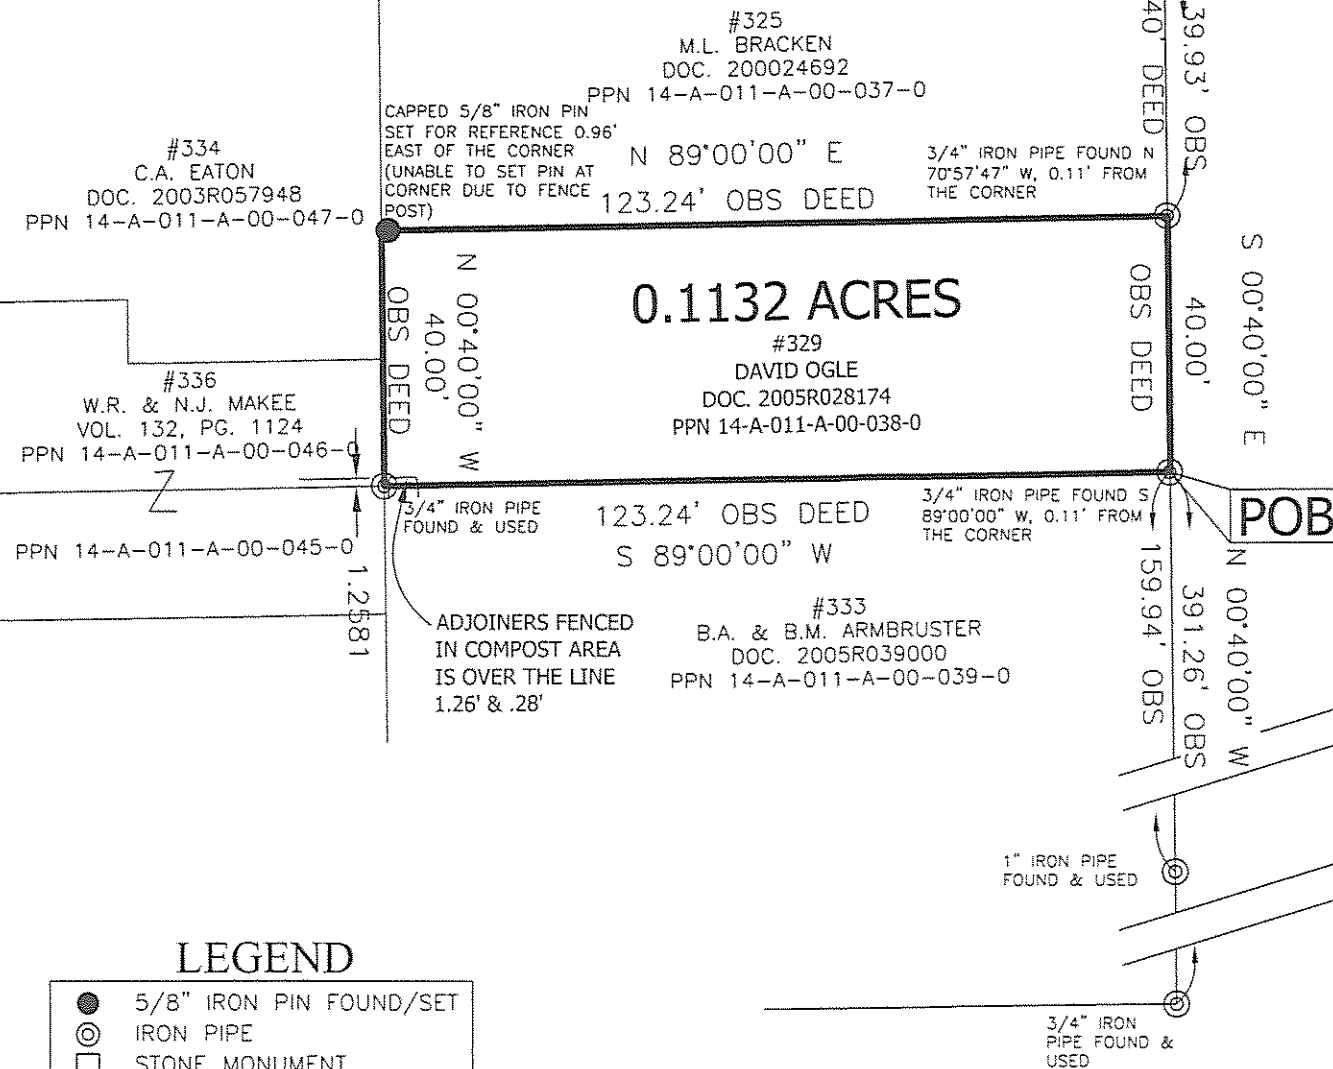 #325
M.L. BRACKEN
DOC. 200024692
PPN 14-A-011-A-00-037-0
40' DEED
39.93' OBS
CAPPED 5/8" IRON PIN
SET FOR REFERENCE 0.96'
EAST OF THE CORNER
(UNABLE TO SET PIN AT
CORNER DUE TO FENCE
POST)
N 89°00'00" E
123.24' OBS DEED
3/4" IRON PIPE FOUND N
70°57'47" W, 0.11' FROM
THE CORNER
#334
C.A. EATON
DOC. 2003R057948
PPN 14-A-011-A-00-047-0
N 00°40'00" W
40.00'
OBS DEED
0.1132 ACRES
#329
DAVID OGLE
DOC. 2005R028174
PPN 14-A-011-A-00-038-0
OBS DEED
40.00'
S 00°40'00" E
#336
W.R. & N.J. MAKEE
VOL. 132, PG. 1124
PPN 14-A-011-A-00-046-0
Z
PPN 14-A-011-A-00-045-0
1.2581
3/4" IRON PIPE
FOUND & USED
123.24' OBS DEED
S 89°00'00" W
3/4" IRON PIPE FOUND S
89°00'00" W, 0.11' FROM
THE CORNER
POB
ADJOINERS FENCED
IN COMPOST AREA
IS OVER THE LINE
1.26' & .28'
#333
B.A. & B.M. ARMBRUSTER
DOC. 2005R039000
PPN 14-A-011-A-00-039-0
159.94' OBS
391.26' OBS
N 00°40'00" W
1" IRON PIPE
FOUND & USED
3/4" IRON
PIPE FOUND &
USED
LEGEND
5/8" IRON PIN FOUND/SET
IRON PIPE
STONE MONUMENT